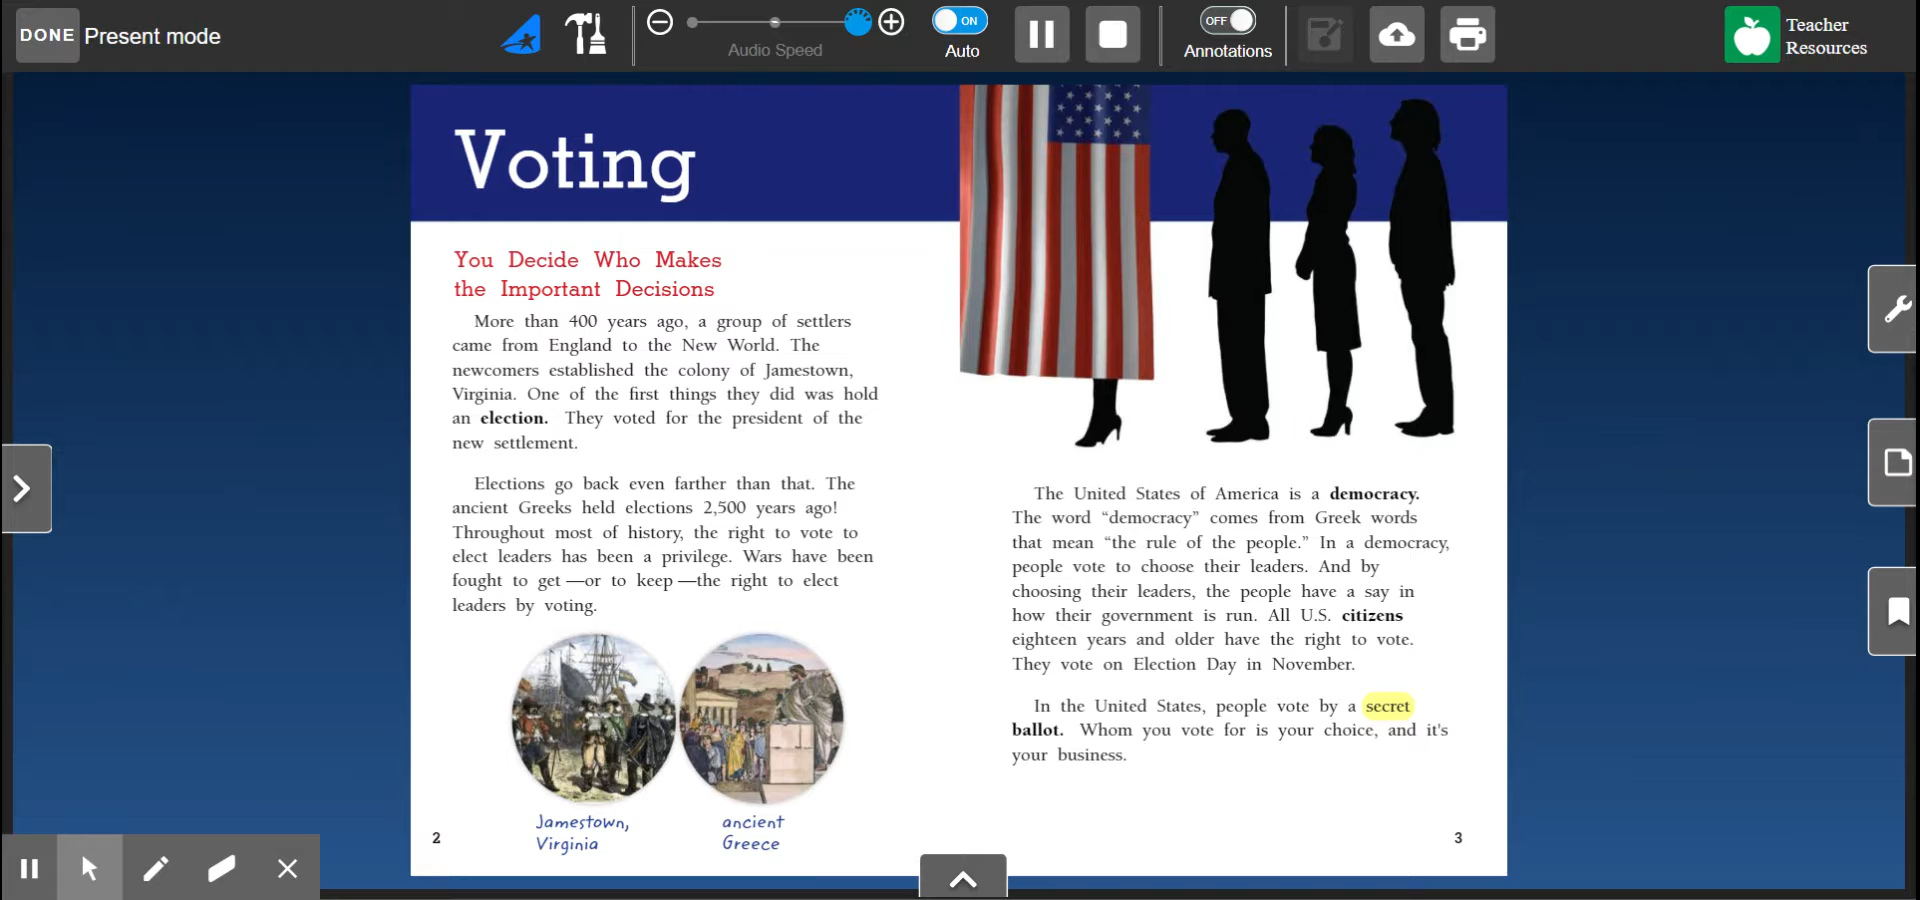 DONE Present mode
Audio Speed
ON
Auto
OFF
Annotations
Teacher
Resources
Voting
You Decide Who Makes
the Important Decisions
More than 400 years ago, a group of settlers
came from England to the New World. The
newcomers established the colony of Jamestown,
Virginia. One of the first things they did was hold
an election. They voted for the president of the
new settlement.
Elections go back even farther than that. The
ancient Greeks held elections 2,500 years ago!
Throughout most of history, the right to vote to
elect leaders has been a privilege. Wars have been
fought to get —or to keep —the right to elect
leaders by voting.
Jamestown,
Virginia
ancient
Greece
2
The United States of America is a democracy.
The word “democracy” comes from Greek words
that mean “the rule of the people.” In a democracy,
people vote to choose their leaders. And by
choosing their leaders, the people have a say in
how their government is run. All U.S. citizens
eighteen years and older have the right to vote.
They vote on Election Day in November.
In the United States, people vote by a secret
ballot. Whom you vote for is your choice, and it's
your business.
3